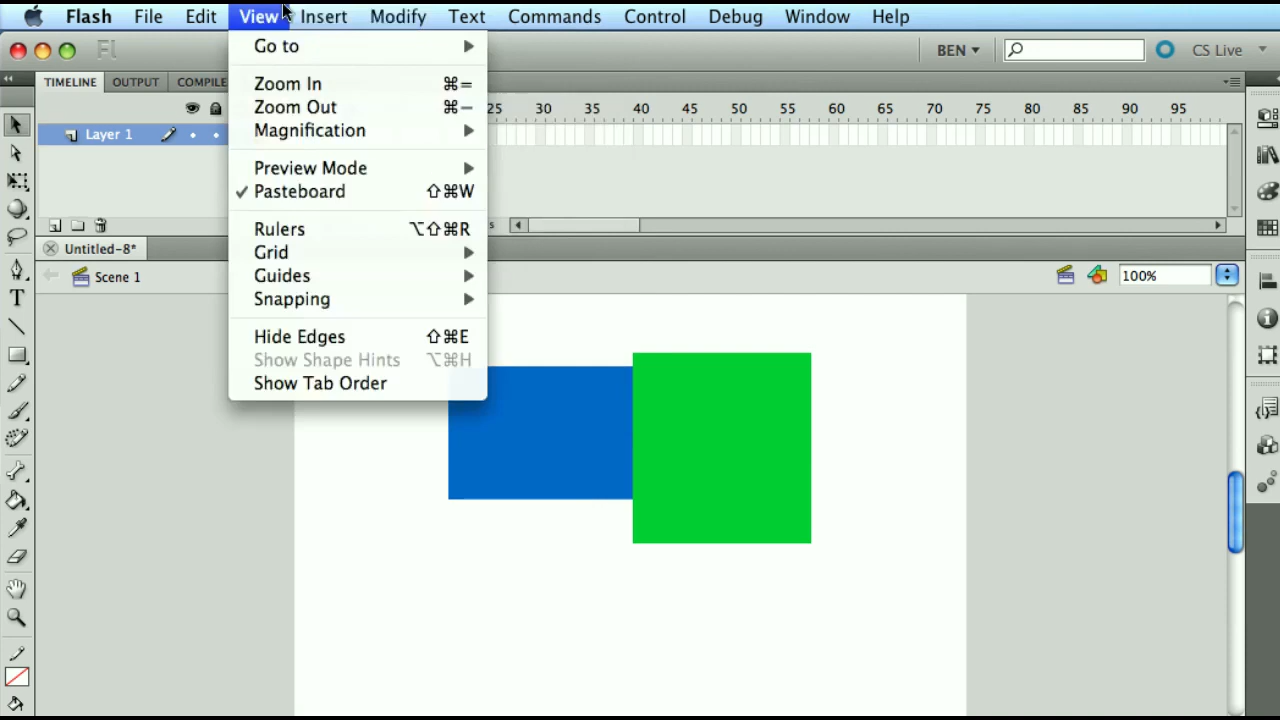 Flash File Edit View Insert Modify Text Commands Control Debug Window Help
Fl BEN CS Live
TIMELINE OUTPUT COMPILE
25 30 35 40 45 50 55 60 65 70 75 80 85 90 95
Layer 1
s
Untitled-8*
Scene 1
100%
Go to
Zoom In ⌘=
Zoom Out ⌘−
Magnification
Preview Mode
✓ Pasteboard ⇧⌘W
Rulers ⌥⇧⌘R
Grid
Guides
Snapping
Hide Edges ⇧⌘E
Show Shape Hints ⌥⌘H
Show Tab Order